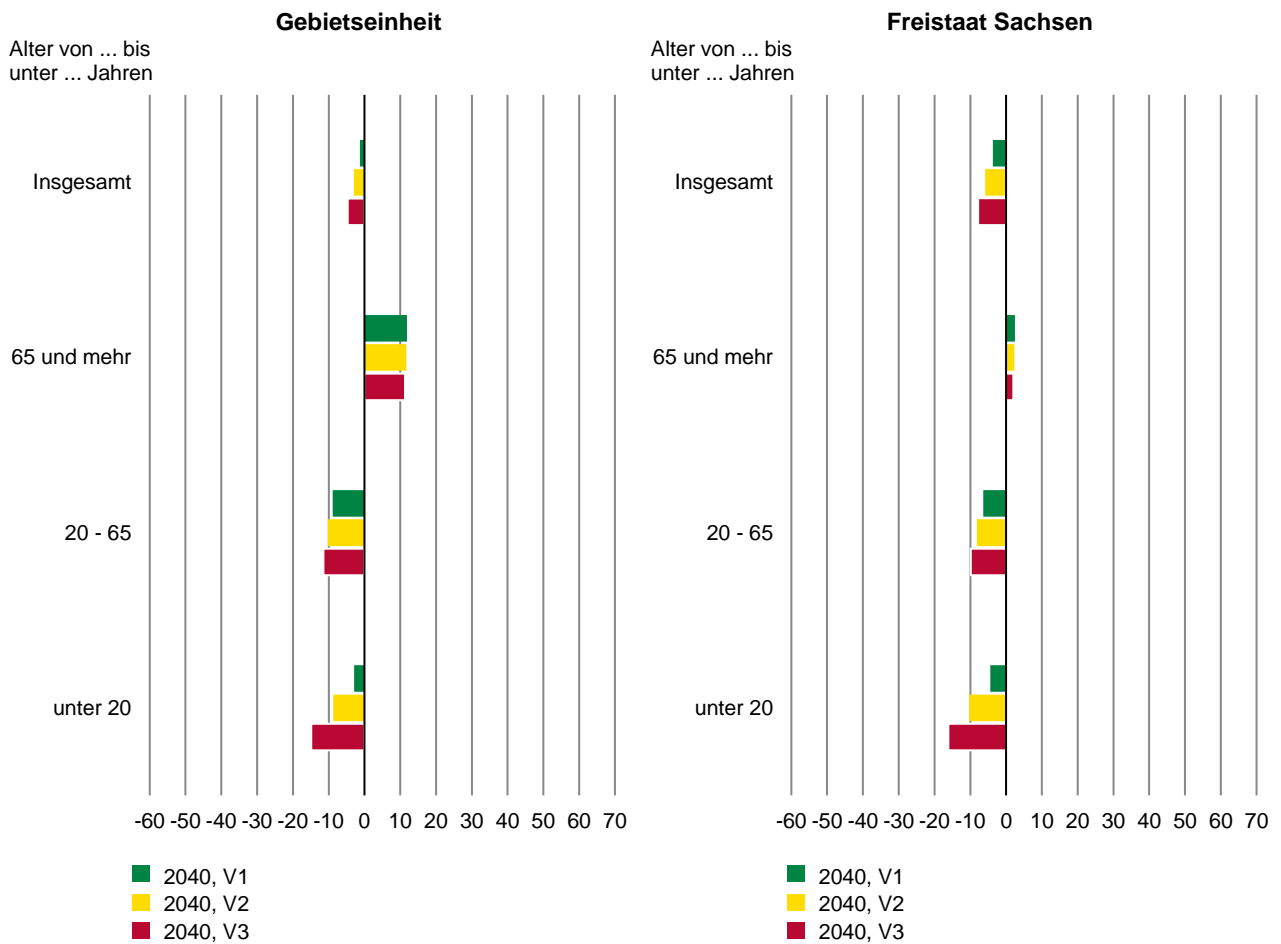 Gebietseinheit
Alter von ... bis
unter ... Jahren
Insgesamt
65 und mehr
20 - 65
unter 20
-60 -50 -40 -30 -20 -10 0 10 20 30 40 50 60 70
2040, V1
2040, V2
2040, V3
Freistaat Sachsen
Alter von ... bis
unter ... Jahren
Insgesamt
65 und mehr
20 - 65
unter 20
-60 -50 -40 -30 -20 -10 0 10 20 30 40 50 60 70
2040, V1
2040, V2
2040, V3